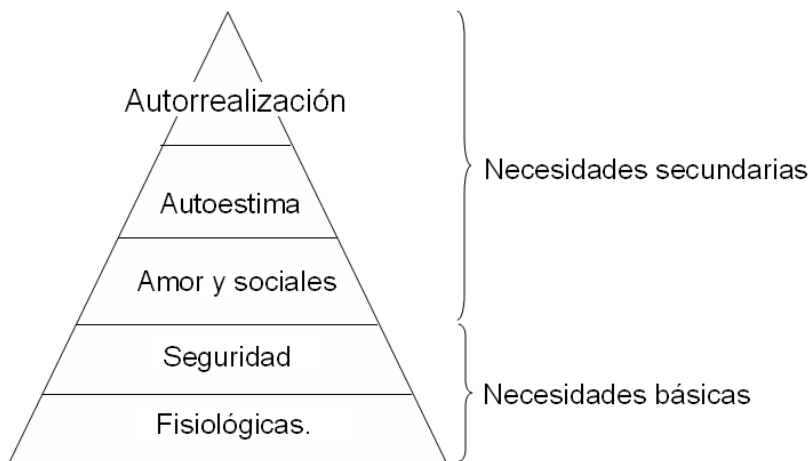 Autorrealización
Autoestima
Amor y sociales
Seguridad
Fisiológicas.
Necesidades secundarias
Necesidades básicas